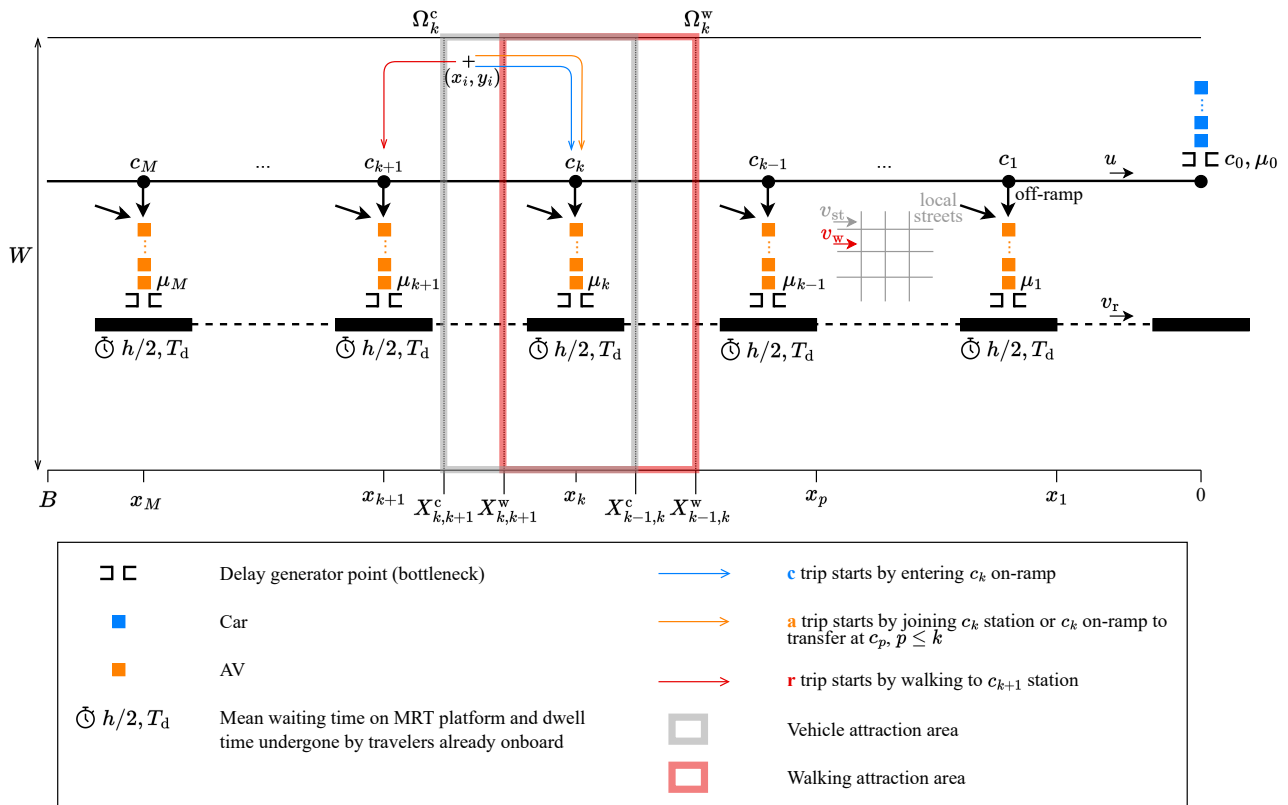 Ω_k^c Ω_k^w
+
(x_i, y_i)
c_M ... c_{k+1} c_k c_{k-1} ... c_1 u c_0, μ_0
off-ramp
local
streets
v_st
v_w
W
μ_M μ_{k+1} μ_k μ_{k-1} μ_1
v_r
h/2, T_d h/2, T_d h/2, T_d h/2, T_d h/2, T_d
B x_M x_{k+1} X_{k,k+1}^c X_{k,k+1}^w x_k X_{k-1,k}^c X_{k-1,k}^w x_p x_1 0
Delay generator point (bottleneck)
Car
AV
h/2, T_d Mean waiting time on MRT platform and dwell
time undergone by travelers already onboard
c trip starts by entering c_k on-ramp
a trip starts by joining c_k station or c_k on-ramp to
transfer at c_p, p ≤ k
r trip starts by walking to c_{k+1} station
Vehicle attraction area
Walking attraction area